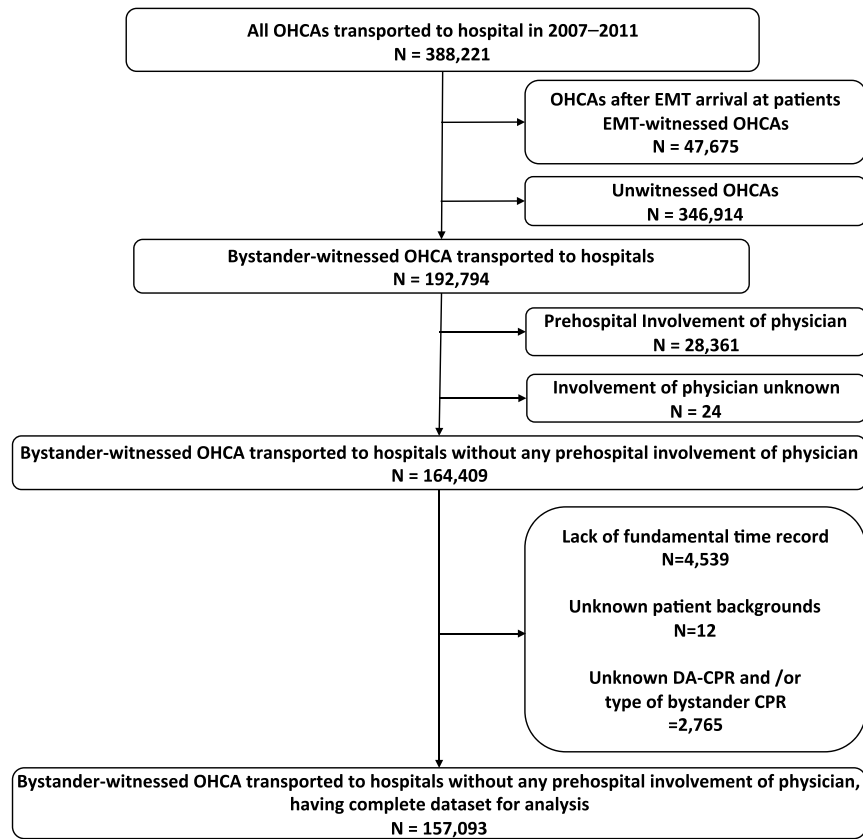 All OHCAs transported to hospital in 2007–2011
N = 388,221
OHCAs after EMT arrival at patients
EMT-witnessed OHCAs
N = 47,675
Unwitnessed OHCAs
N = 346,914
Bystander-witnessed OHCA transported to hospitals
N = 192,794
Prehospital Involvement of physician
N = 28,361
Involvement of physician unknown
N = 24
Bystander-witnessed OHCA transported to hospitals without any prehospital involvement of physician
N = 164,409
Lack of fundamental time record
N=4,539
Unknown patient backgrounds
N=12
Unknown DA-CPR and /or
type of bystander CPR
=2,765
Bystander-witnessed OHCA transported to hospitals without any prehospital involvement of physician,
having complete dataset for analysis
N = 157,093